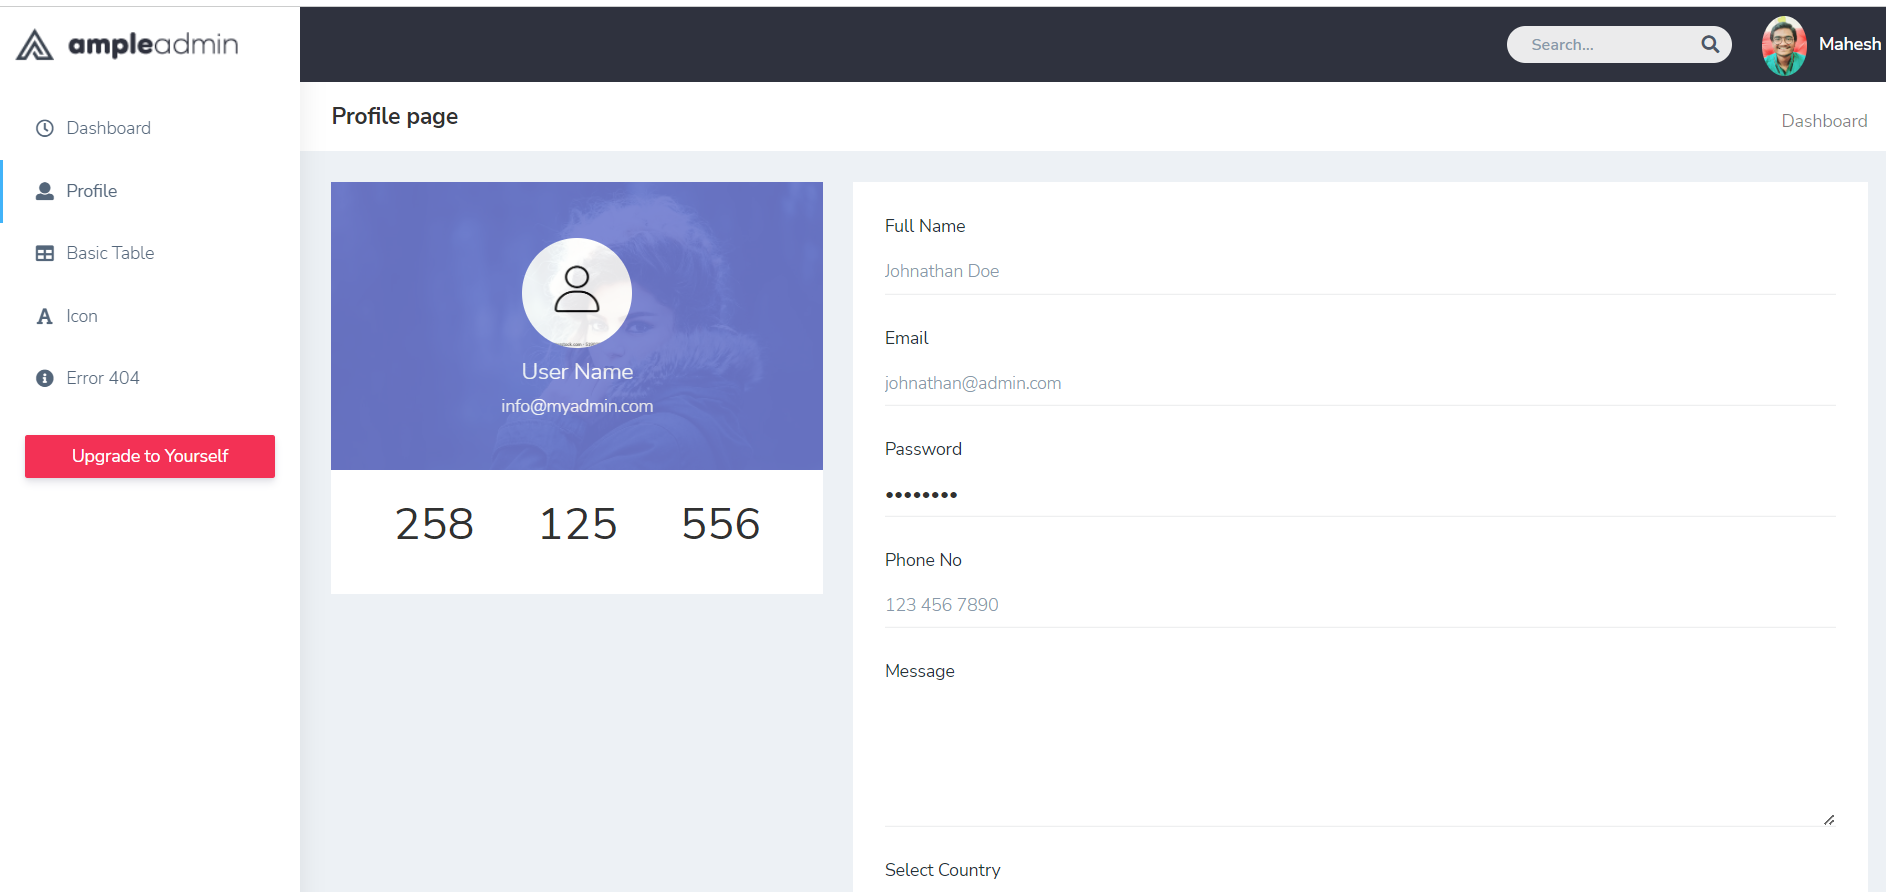 ampleadmin
Search...
Mahesh
Dashboard
Profile
Basic Table
Icon
Error 404
Upgrade to Yourself
Profile page
Dashboard
User Name
info@myadmin.com
258 125 556
Full Name
Johnathan Doe
Email
johnathan@admin.com
Password
••••••••
Phone No
123 456 7890
Message
Select Country